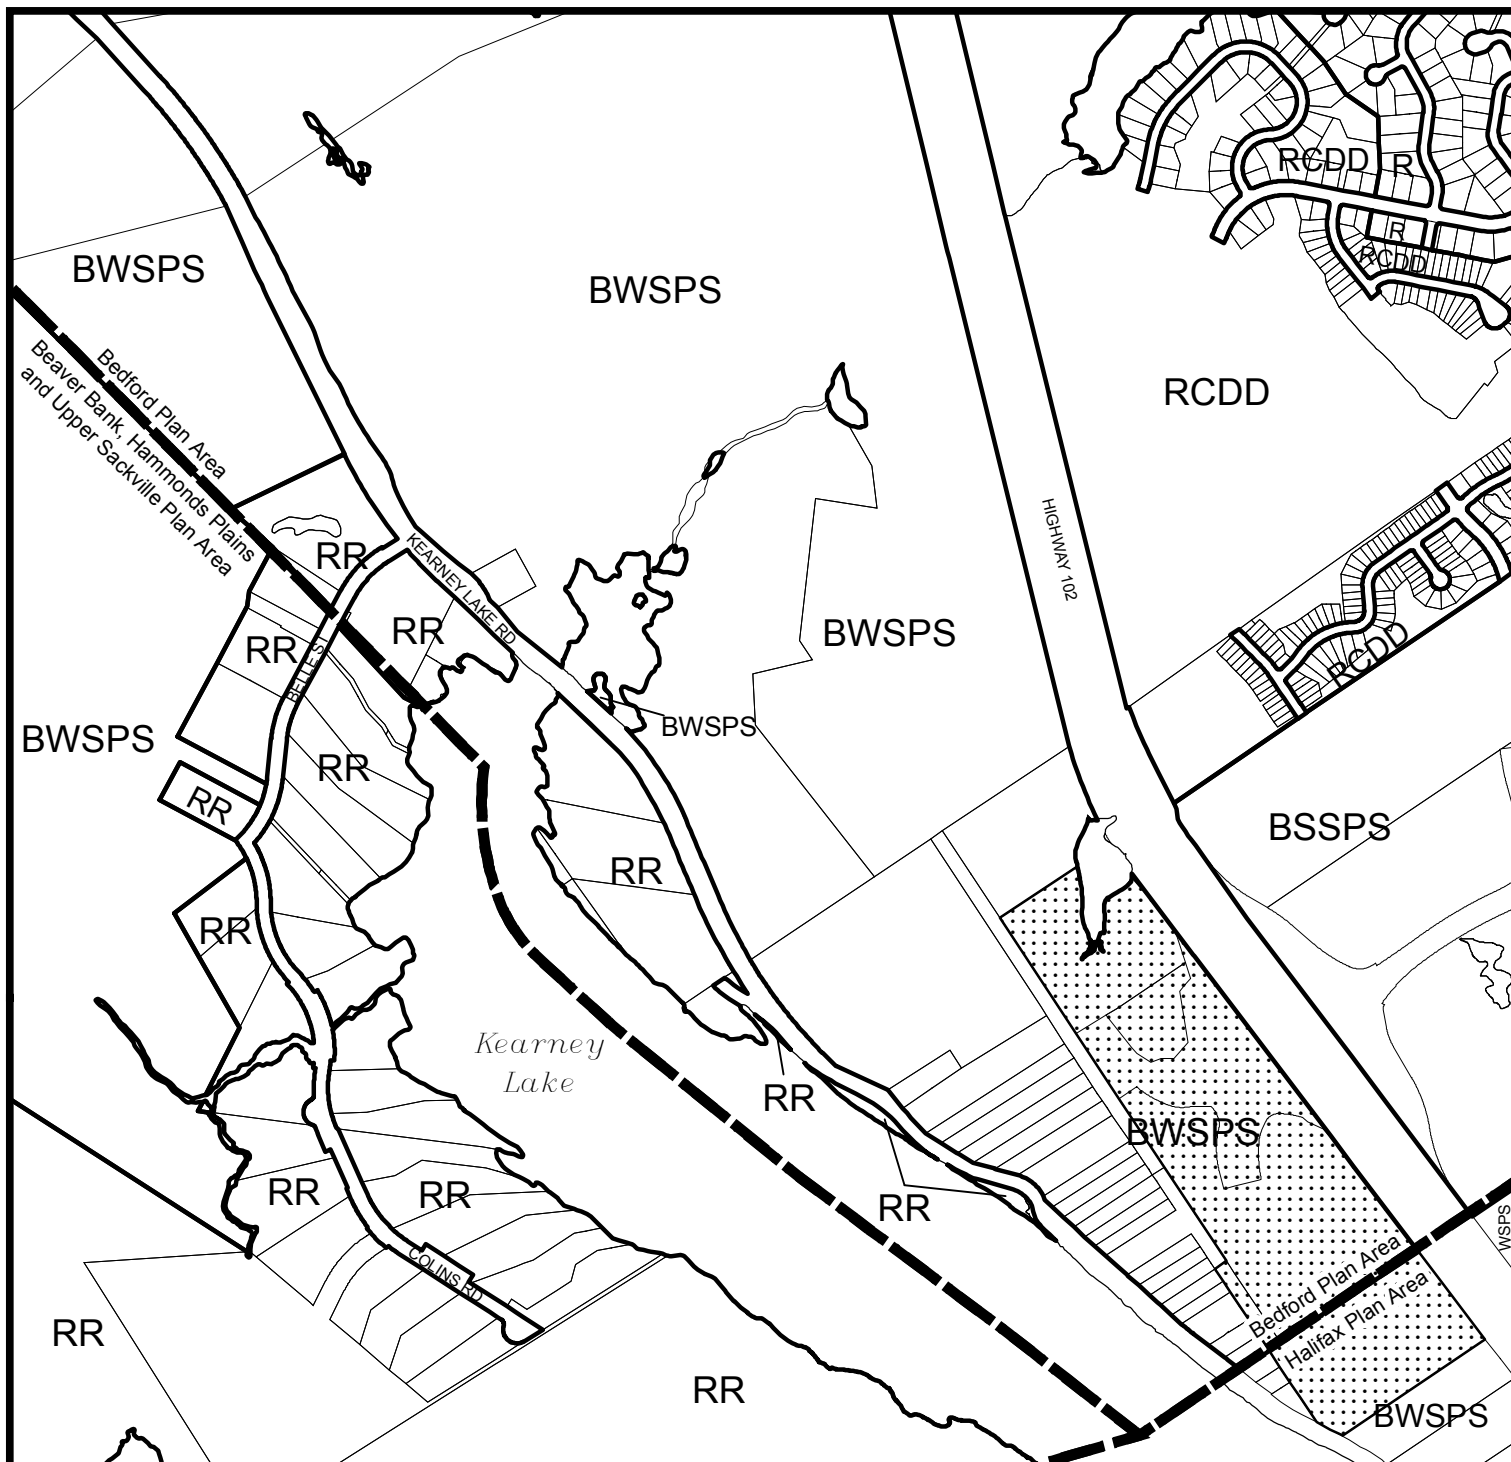 RCDD
R
R
RCDD
BWSPS
BWSPS
Bedford Plan Area
Beaver Bank, Hammonds Plains
and Upper Sackville Plan Area
RCDD
HIGHWAY 102
RR
KEARNEY LAKE RD
RR
RR
BELLE ST
BWSPS
RCDD
BWSPS
BWSPS
RR
RR
BSSPS
RR
RR
Kearney
Lake
RR
BWSPS
RR
RR
RR
WSPS
COLINS RD
Bedford Plan Area
Halifax Plan Area
RR
RR
BWSPS